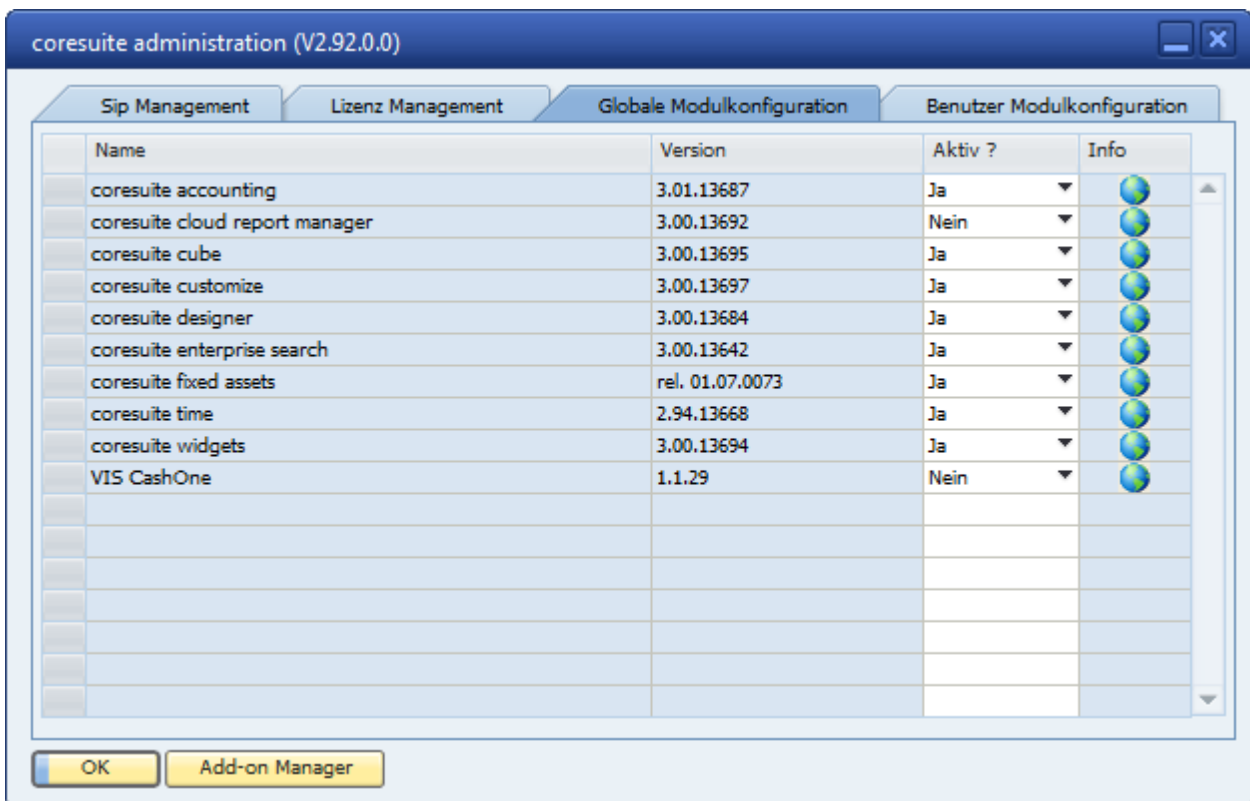 coresuite administration (V2.92.0.0)
Sip Management Lizenz Management Globale Modulkonfiguration Benutzer Modulkonfiguration
Name Version Aktiv ? Info
coresuite accounting 3.01.13687 Ja
coresuite cloud report manager 3.00.13692 Nein
coresuite cube 3.00.13695 Ja
coresuite customize 3.00.13697 Ja
coresuite designer 3.00.13684 Ja
coresuite enterprise search 3.00.13642 Ja
coresuite fixed assets rel. 01.07.0073 Ja
coresuite time 2.94.13668 Ja
coresuite widgets 3.00.13694 Ja
VIS CashOne 1.1.29 Nein
OK Add-on Manager